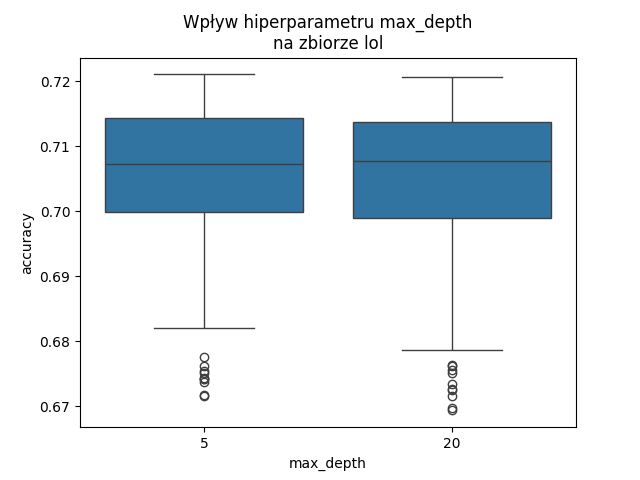 Wpływ hiperparametru max_depth
na zbiorze lol
0.72
0.71
0.70
0.69
0.68
0.67
accuracy
5
20
max_depth